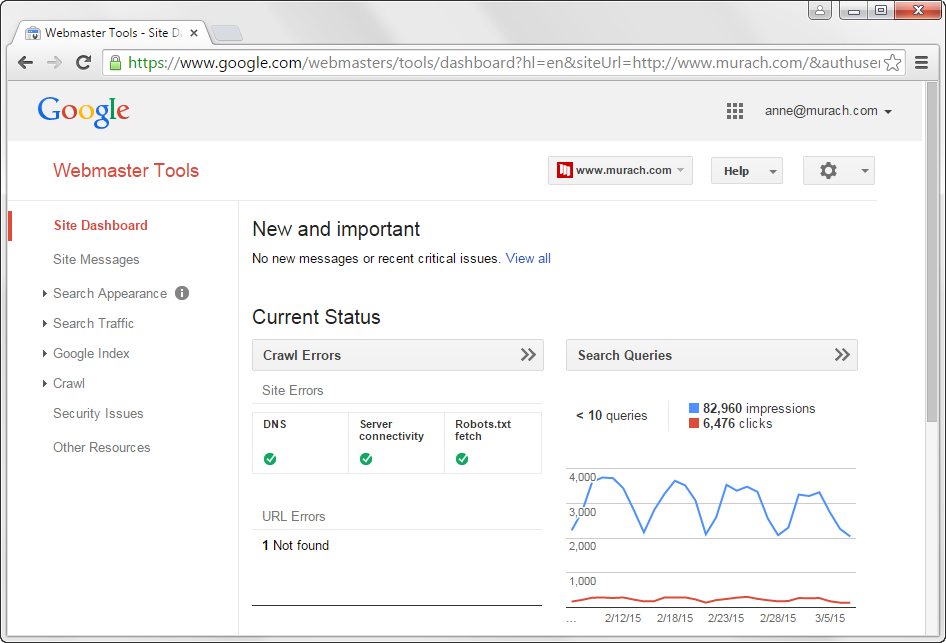 Webmaster Tools - Site Da
https://www.google.com/webmasters/tools/dashboard?hl=en&siteUrl=http://www.murach.com/&authuser
Google
anne@murach.com
Webmaster Tools
www.murach.com
Help
Site Dashboard
Site Messages
Search Appearance
Search Traffic
Google Index
Crawl
Security Issues
Other Resources
New and important
No new messages or recent critical issues. View all
Current Status
Crawl Errors
Site Errors
DNS
Server
connectivity
Robots.txt
fetch
URL Errors
1 Not found
Search Queries
< 10 queries
82,960 impressions
6,476 clicks
4,000
3,000
2,000
1,000
... 2/12/15 2/18/15 2/23/15 2/28/15 3/5/15